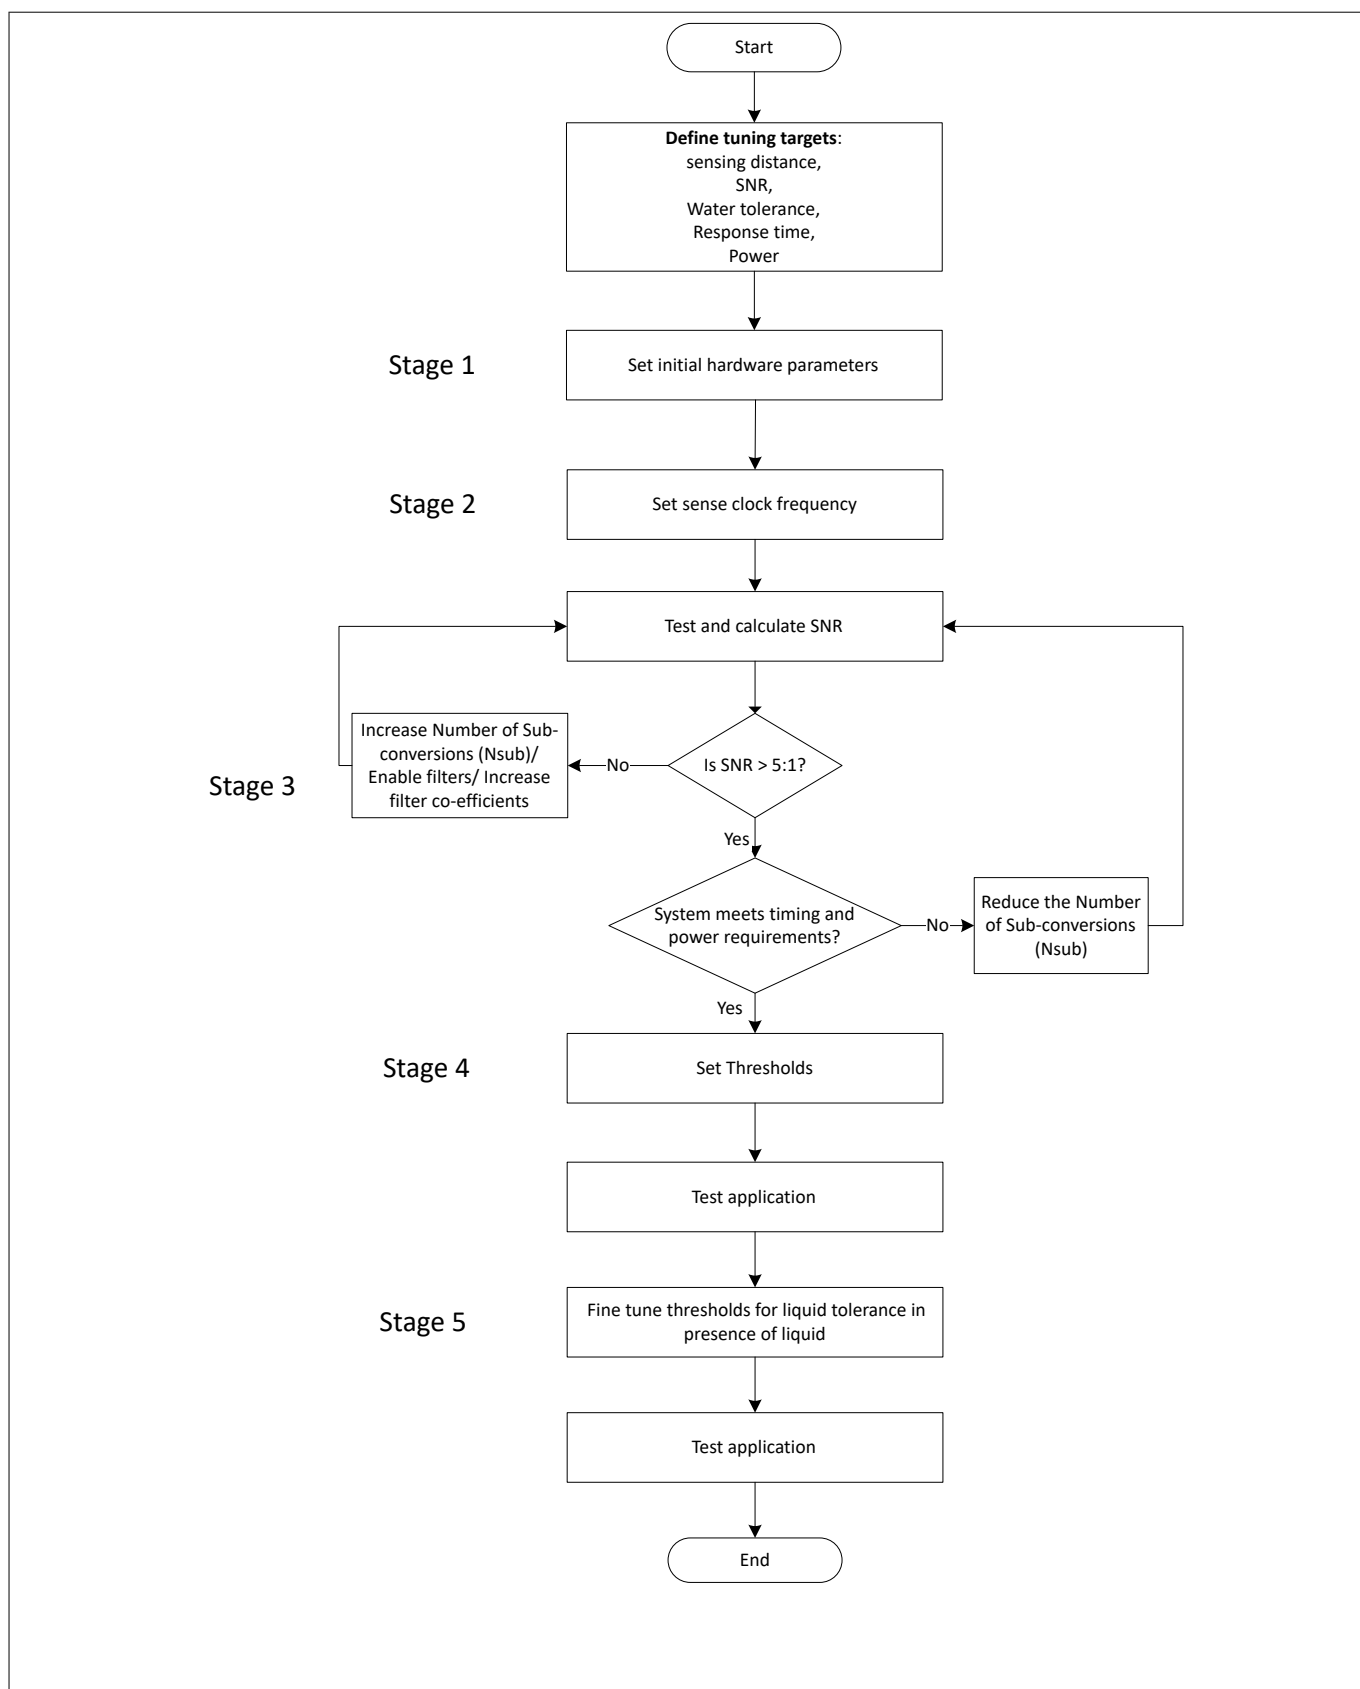 Start
Define tuning targets:
sensing distance,
SNR,
Water tolerance,
Response time,
Power
Stage 1
Set initial hardware parameters
Stage 2
Set sense clock frequency
Test and calculate SNR
Stage 3
Increase Number of Sub-
conversions (Nsub)/
Enable filters/ Increase
filter co-efficients
No
Is SNR > 5:1?
Yes
System meets timing and
power requirements?
No
Reduce the Number
of Sub-conversions
(Nsub)
Yes
Stage 4
Set Thresholds
Test application
Stage 5
Fine tune thresholds for liquid tolerance in
presence of liquid
Test application
End